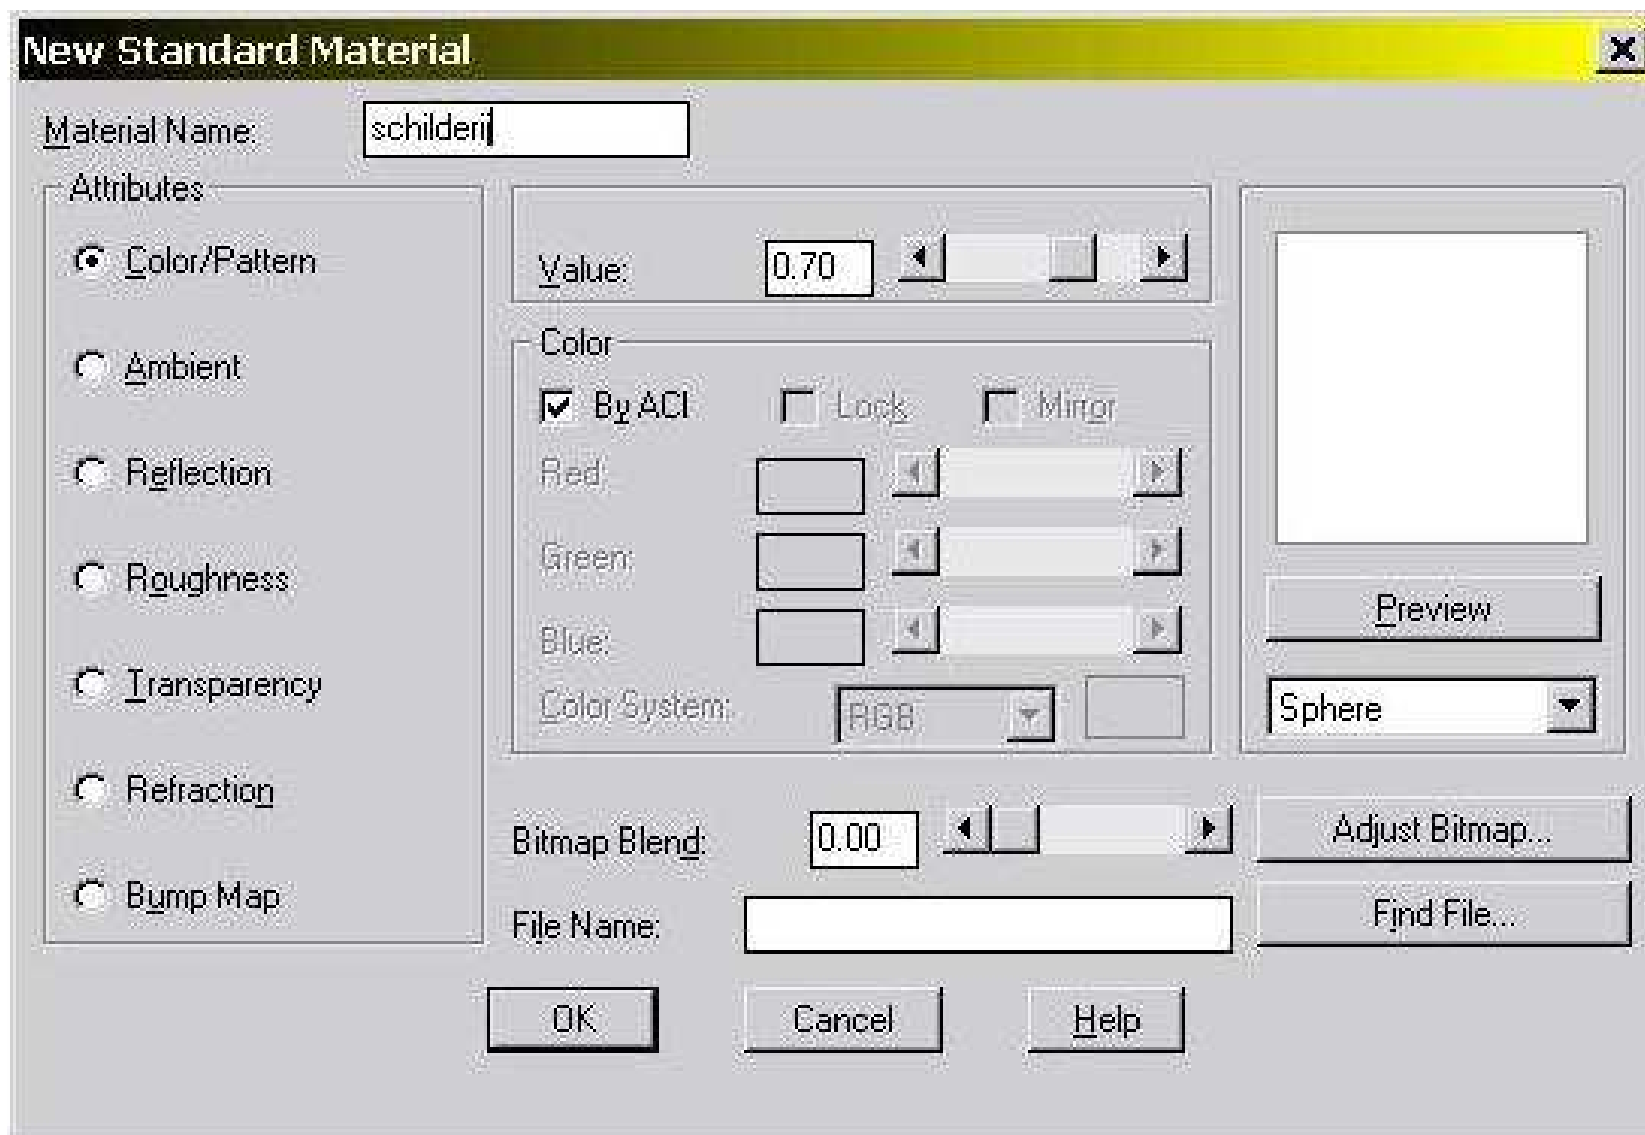 New Standard Material
Material Name: schilderij
Attributes
Color/Pattern
Ambient
Reflection
Roughness
Transparency
Refraction
Bump Map
Value: 0.70
Color
By ACI Lock Mirror
Red:
Green:
Blue:
Color System: RGB
Preview
Sphere
Bitmap Blend: 0.00 Adjust Bitmap...
File Name: Find File...
OK Cancel Help